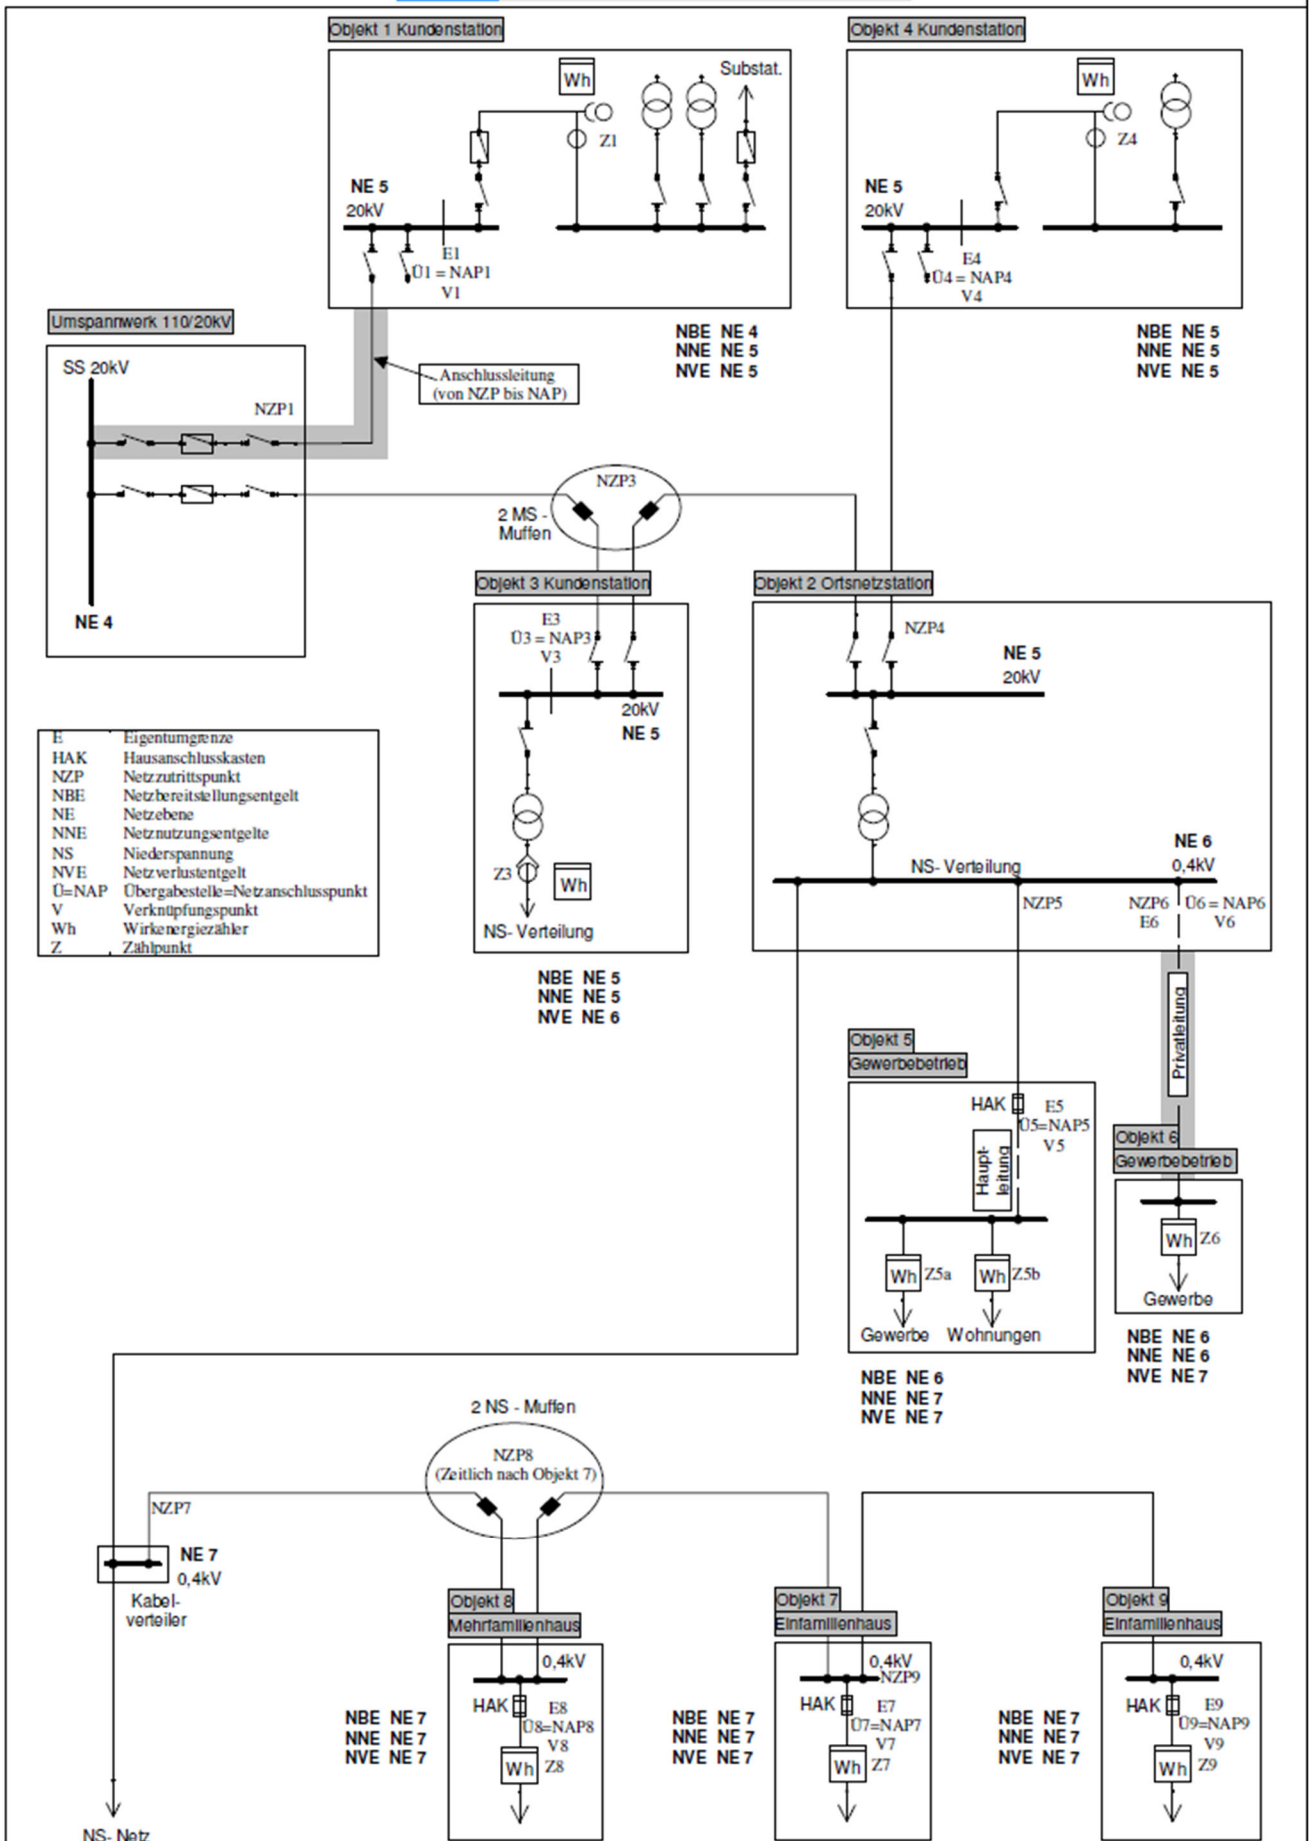 Objekt 1 Kundenstation
Wh
Substat.
Z1
NE 5
20kV
E1
Ü1 = NAP1
V1
NBE NE 4
NNE NE 5
NVE NE 5
Objekt 4 Kundenstation
Wh
Z4
NE 5
20kV
E4
Ü4 = NAP4
V4
NBE NE 5
NNE NE 5
NVE NE 5
Umspannwerk 110/20kV
SS 20kV
NZP1
NE 4
Anschlussleitung
(von NZP bis NAP)
NZP3
2 MS -
Muffen
Objekt 3 Kundenstation
E3
Ü3 = NAP3
V3
20kV
NE 5
Z3
Wh
NS- Verteilung
NBE NE 5
NNE NE 5
NVE NE 6
Objekt 2 Ortsnetzstation
NZP4
NE 5
20kV
NE 6
0,4kV
NS- Verteilung
NZP5
NZP6
E6
Ü6 = NAP6
V6
E Eigentumgrenze
HAK Hausanschlusskasten
NZP Netzzutrittspunkt
NBE Netzbereitstellungsentgelt
NE Netzebene
NNE Netznutzungsentgelte
NS Niederspannung
NVE Netzverlustentgelt
Ü=NAP Übergabestelle=Netzanschlusspunkt
V Verknüpfungspunkt
Wh Wirkenergiezähler
Z Zählpunkt
Privatleitung
Objekt 5
Gewerbebetrieb
HAK
E5
Ü5=NAP5
V5
Haupt-
leitung
Wh Z5a
Wh Z5b
Gewerbe
Wohnungen
NBE NE 6
NNE NE 7
NVE NE 7
Objekt 6
Gewerbebetrieb
Wh Z6
Gewerbe
NBE NE 6
NNE NE 6
NVE NE 7
2 NS - Muffen
NZP8
(Zeitlich nach Objekt 7)
NZP7
NE 7
0,4kV
Kabel-
verteiler
NS- Netz
Objekt 8
Mehrfamilienhaus
0,4kV
HAK
E8
Ü8=NAP8
V8
Wh Z8
NBE NE 7
NNE NE 7
NVE NE 7
Objekt 7
Einfamilienhaus
0,4kV
NZP9
HAK
E7
Ü7=NAP7
V7
Wh Z7
NBE NE 7
NNE NE 7
NVE NE 7
Objekt 9
Einfamilienhaus
0,4kV
HAK
E9
Ü9=NAP9
V9
Wh Z9
NBE NE 7
NNE NE 7
NVE NE 7